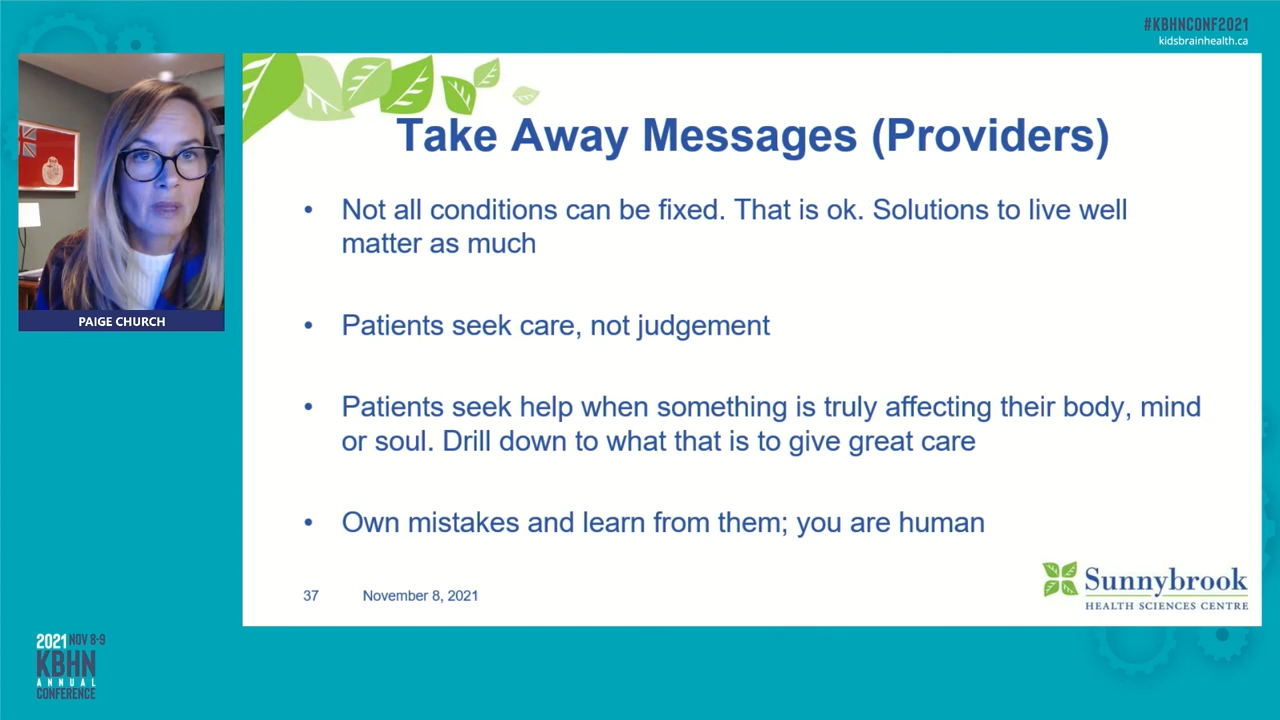 #KBHNCONF2021
kidsbrainhealth.ca
PAIGE CHURCH
Take Away Messages (Providers)
• Not all conditions can be fixed. That is ok. Solutions to live well
matter as much
• Patients seek care, not judgement
• Patients seek help when something is truly affecting their body, mind
or soul. Drill down to what that is to give great care
• Own mistakes and learn from them; you are human
37 November 8, 2021
Sunnybrook
HEALTH SCIENCES CENTRE
2021 NOV 8-9
KBHN
ANNUAL
CONFERENCE